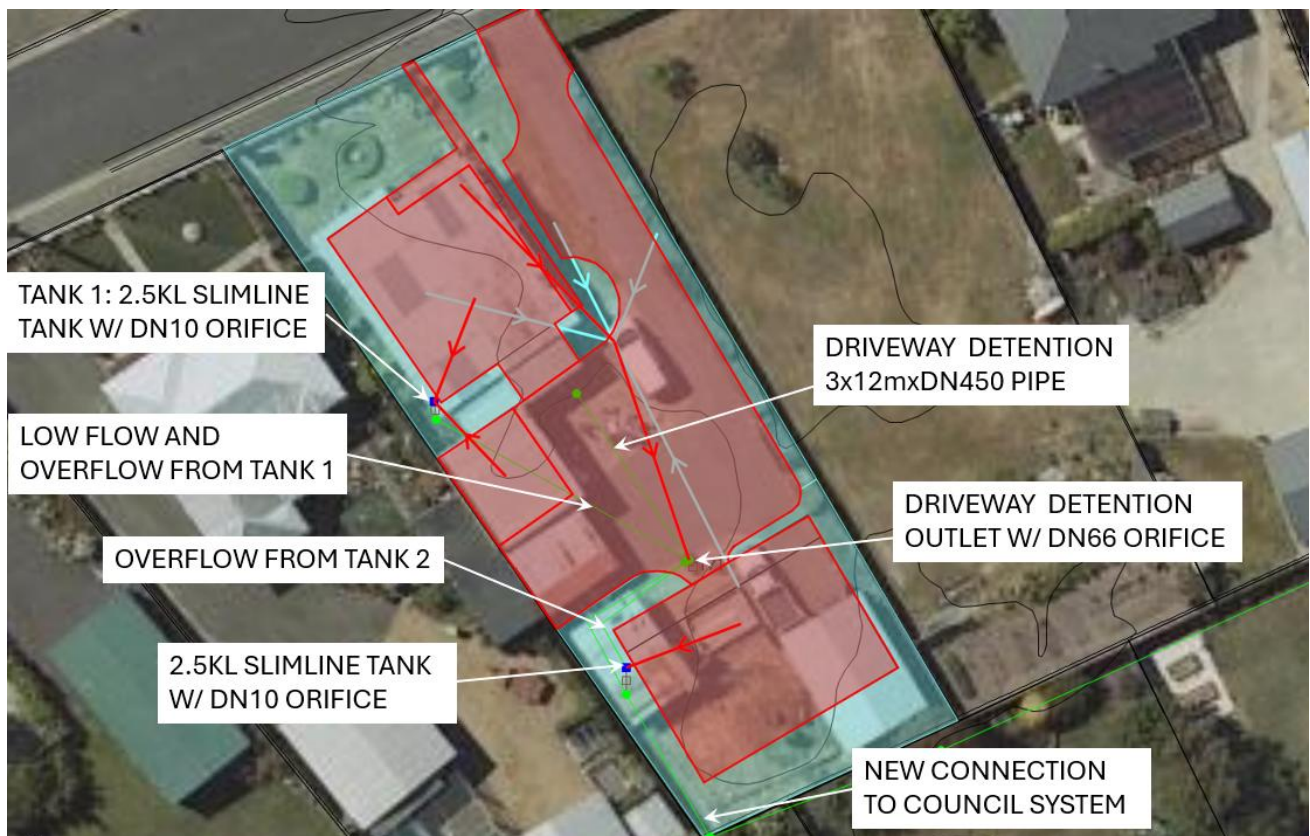 TANK 1: 2.5KL SLIMLINE
TANK W/ DN10 ORIFICE
LOW FLOW AND
OVERFLOW FROM TANK 1
OVERFLOW FROM TANK 2
2.5KL SLIMLINE TANK
W/ DN10 ORIFICE
DRIVEWAY DETENTION
3x12mxDN450 PIPE
DRIVEWAY DETENTION
OUTLET W/ DN66 ORIFICE
NEW CONNECTION
TO COUNCIL SYSTEM